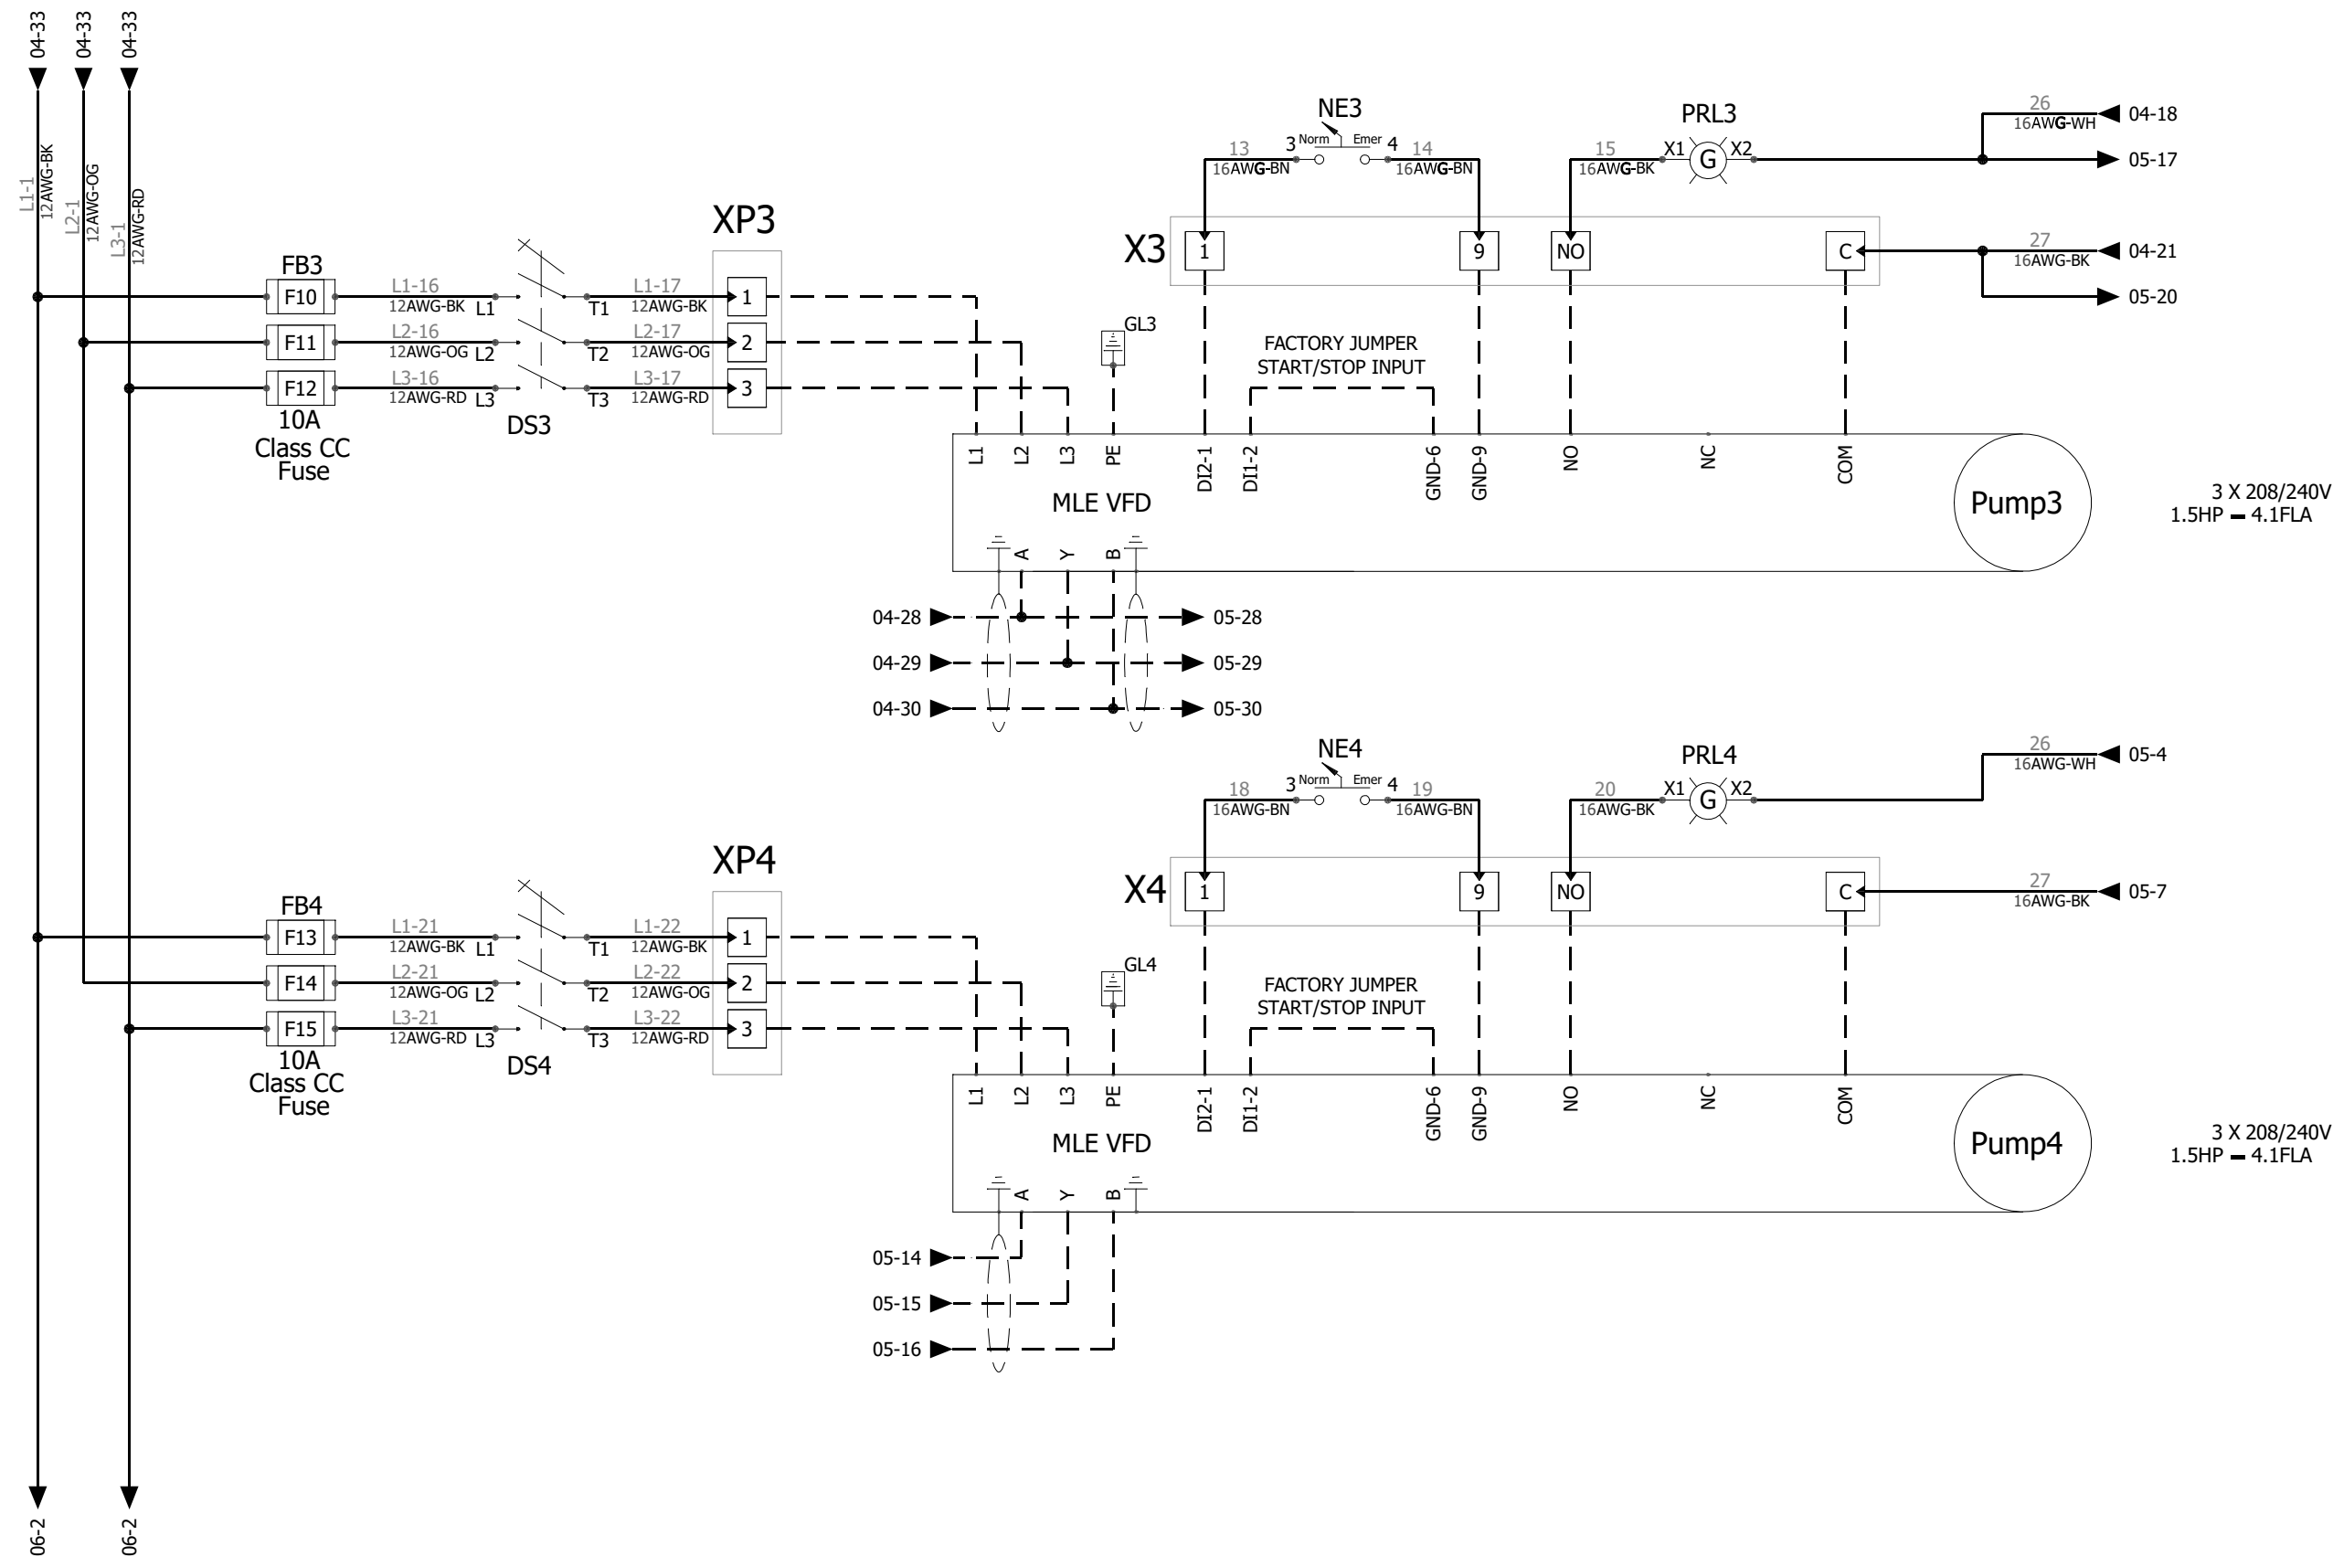 04-33
04-33
04-33
L1-1
12AWG-BK
L2-1
12AWG-OG
L3-1
12AWG-RD
NE3
3 Norm Emer 4
13
16AWG-BN
14
16AWG-BN
PRL3
15
16AWG-BK
X1 G X2
26
16AWG-WH
04-18
05-17
XP3
X3
1
9
NO
C
27
16AWG-BK
04-21
05-20
FB3
F10
L1-16
12AWG-BK L1
T1
L1-17
12AWG-BK
1
F11
L2-16
12AWG-OG L2
T2
L2-17
12AWG-OG
2
F12
L3-16
12AWG-RD L3
T3
L3-17
12AWG-RD
3
10A
Class CC
Fuse
DS3
GL3
FACTORY JUMPER
START/STOP INPUT
L1
L2
L3
PE
DI2-1
DI1-2
GND-6
GND-9
NO
NC
COM
MLE VFD
Pump3
3 X 208/240V
1.5HP - 4.1FLA
A
Y
B
04-28
05-28
04-29
05-29
04-30
05-30
NE4
3 Norm Emer 4
18
16AWG-BN
19
16AWG-BN
PRL4
20
16AWG-BK
X1 G X2
26
16AWG-WH
05-4
XP4
X4
1
9
NO
C
27
16AWG-BK
05-7
FB4
F13
L1-21
12AWG-BK L1
T1
L1-22
12AWG-BK
1
F14
L2-21
12AWG-OG L2
T2
L2-22
12AWG-OG
2
F15
L3-21
12AWG-RD L3
T3
L3-22
12AWG-RD
3
10A
Class CC
Fuse
DS4
GL4
FACTORY JUMPER
START/STOP INPUT
L1
L2
L3
PE
DI2-1
DI1-2
GND-6
GND-9
NO
NC
COM
MLE VFD
Pump4
3 X 208/240V
1.5HP - 4.1FLA
A
Y
B
05-14
05-15
05-16
06-2
06-2